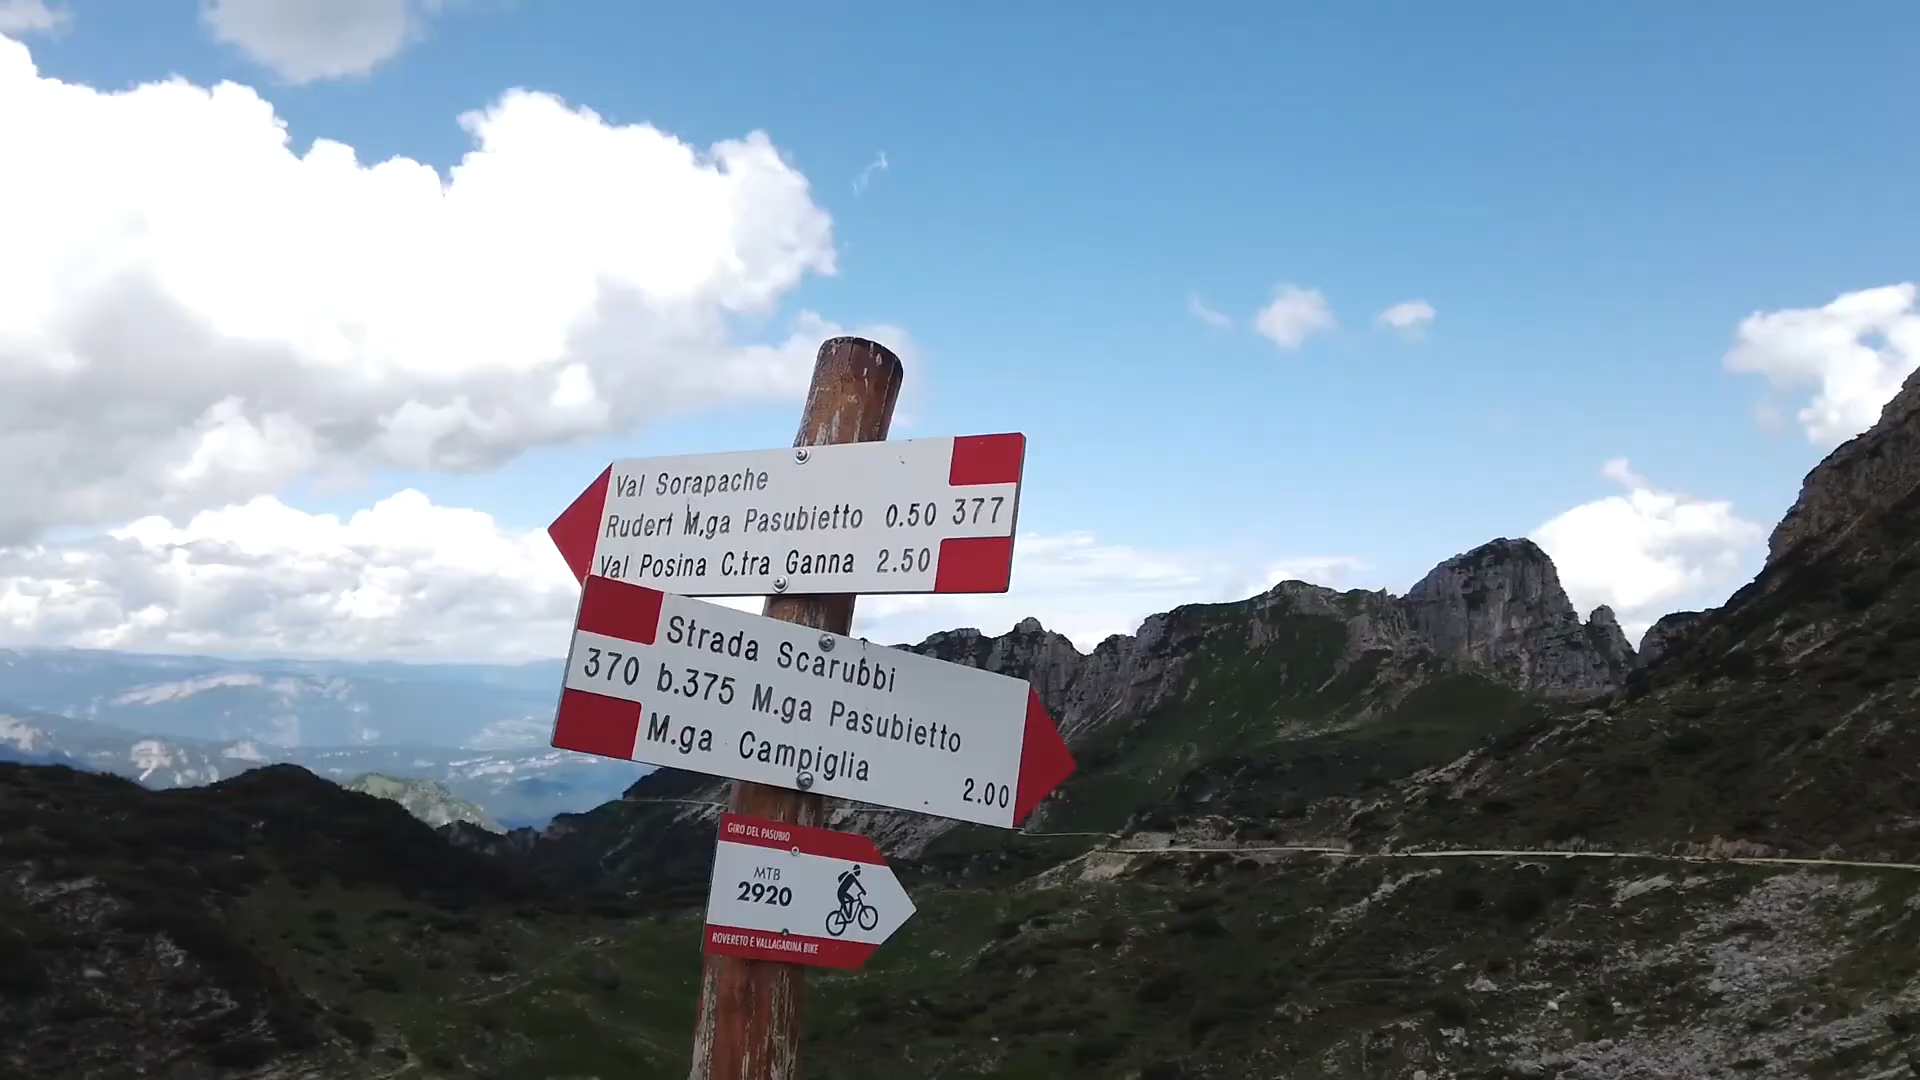 Val Sorapache
Ruderi M.ga Pasubietto 0.50 377
Val Posina C.tra Ganna 2.50
Strada Scarubbi
370 b.375 M.ga Pasubietto
M.ga Campiglia
2.00
GIRO DEL PASUBIO
MTB
2920
ROVERETO E VALLAGARINA BIKE